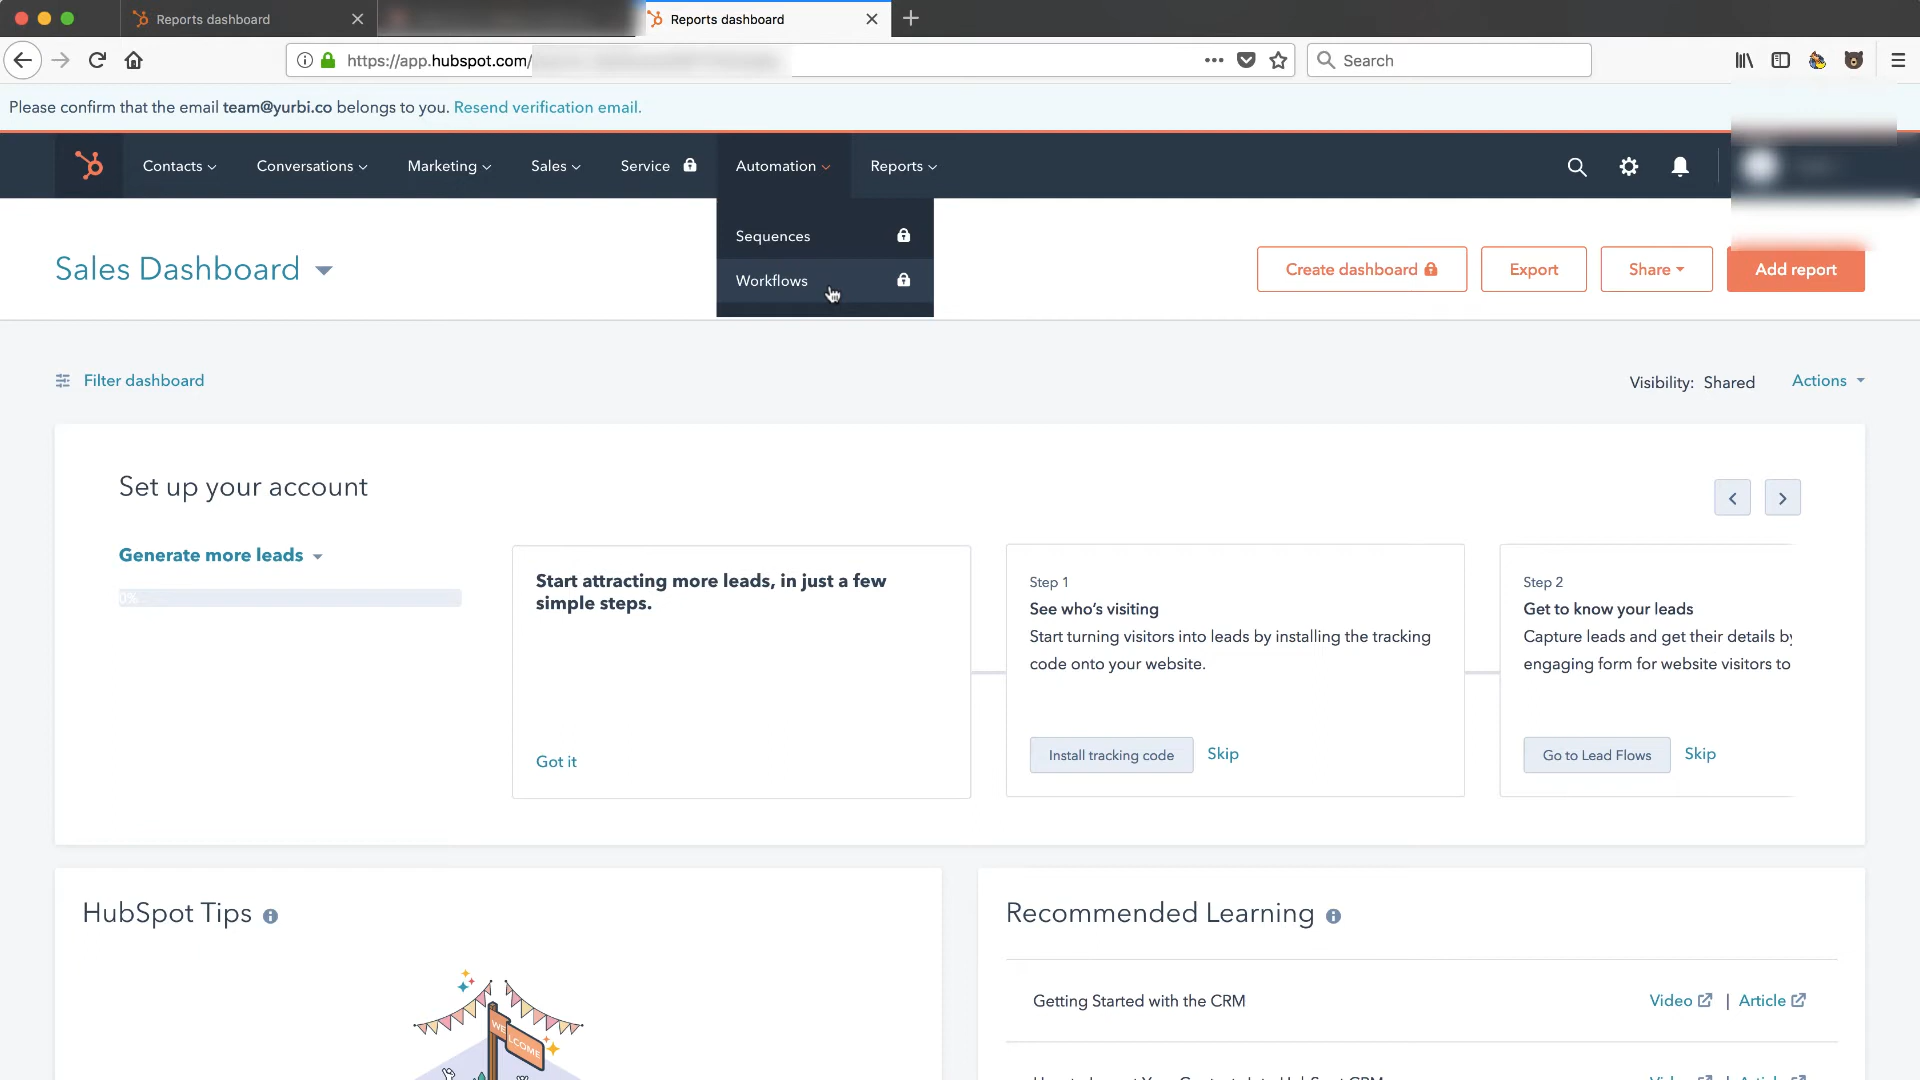 Reports dashboard
Reports dashboard
https://app.hubspot.com/
Search
Please confirm that the email team@yurbi.co belongs to you. Resend verification email.
Contacts
Conversations
Marketing
Sales
Service
Automation
Reports
Sequences
Workflows
Sales Dashboard
Create dashboard
Export
Share
Add report
Filter dashboard
Visibility: Shared
Actions
Set up your account
Generate more leads
0%
Start attracting more leads, in just a few
simple steps.
Got it
Step 1
See who's visiting
Start turning visitors into leads by installing the tracking
code onto your website.
Install tracking code
Skip
Step 2
Get to know your leads
Capture leads and get their details by
engaging form for website visitors to
Go to Lead Flows
Skip
HubSpot Tips
WELCOME
Recommended Learning
Getting Started with the CRM
Video | Article